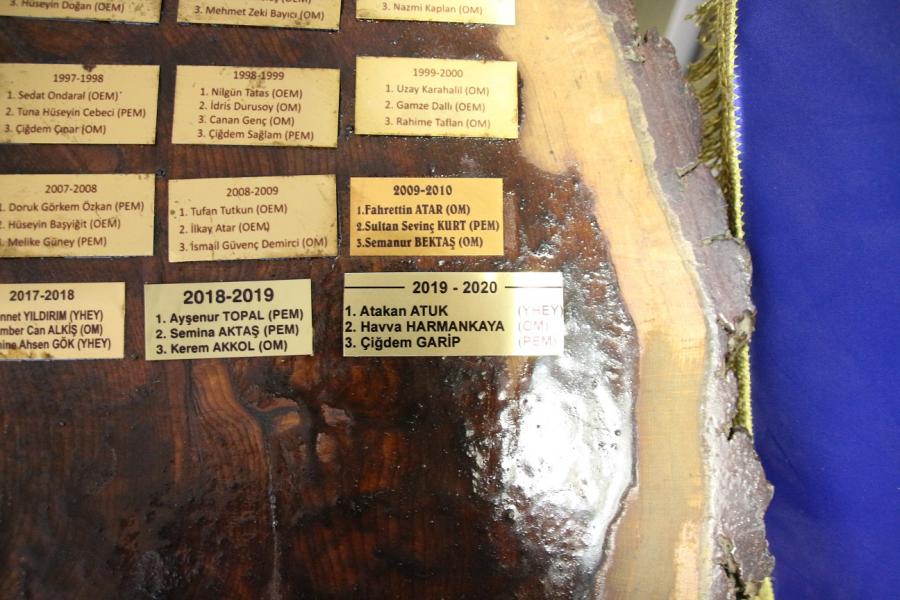 3. Hüseyin Doğan (OEM)
3. Mehmet Zeki Bayıcı (OM)
3. Nazmi Kaplan (OM)
1997-1998
1. Sedat Ondaral (OEM)
2. Tuna Hüseyin Cebeci (PEM)
3. Çiğdem Çınar (OM)
1998-1999
1. Nilgün Tatas (OEM)
2. İdris Durusoy (OM)
3. Canan Genç (OM)
3. Çiğdem Sağlam (PEM)
1999-2000
1. Uzay Karahalil (OM)
2. Gamze Dallı (OEM)
3. Rahime Taflan (OM)
2007-2008
1. Doruk Görkem Özkan (PEM)
2. Hüseyin Başyiğit (OEM)
Melike Güney (PEM)
2008-2009
1. Tufan Tutkun (OEM)
2. İlkay Atar (OEM)
3. İsmail Güvenç Demirci (OM)
2009-2010
1.Fahrettin ATAR (OM)
2.Sultan Sevinç KURT (PEM)
3.Semanur BEKTAŞ (OM)
2017-2018
YILDIRIM (YHEY)
Can ALKİŞ (OM)
Ahsen GÖK (YHEY)
2018-2019
1. Ayşenur TOPAL (PEM)
2. Semina AKTAŞ (PEM)
3. Kerem AKKOL (OM)
2019 - 2020
1. Atakan ATUK (YHEY)
2. Havva HARMANKAYA (OM)
3. Çiğdem GARİP (PEM)